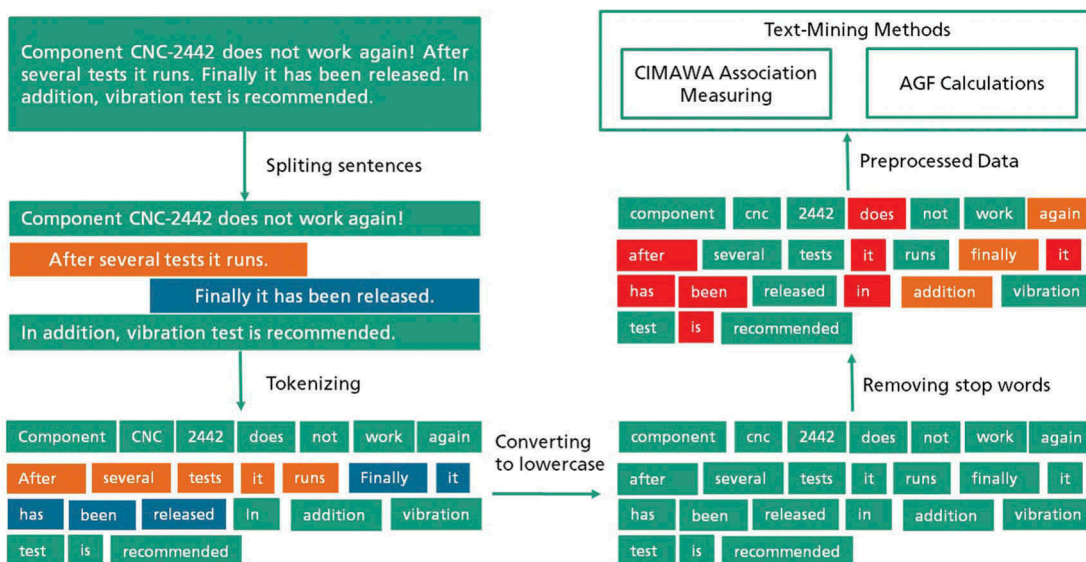 Component CNC-2442 does not work again! After
several tests it runs. Finally it has been released. In
addition, vibration test is recommended.
Spliting sentences
Component CNC-2442 does not work again!
After several tests it runs.
Finally it has been released.
In addition, vibration test is recommended.
Tokenizing
Component CNC 2442 does not work again
After several tests it runs Finally it
has been released In addition vibration
test is recommended
Converting
to lowercase
component cnc 2442 does not work again
after several tests it runs finally it
has been released in addition vibration
test is recommended
Removing stop words
component cnc 2442 does not work again
after several tests it runs finally it
has been released in addition vibration
test is recommended
Preprocessed Data
Text-Mining Methods
CIMAWA Association
Measuring
AGF Calculations